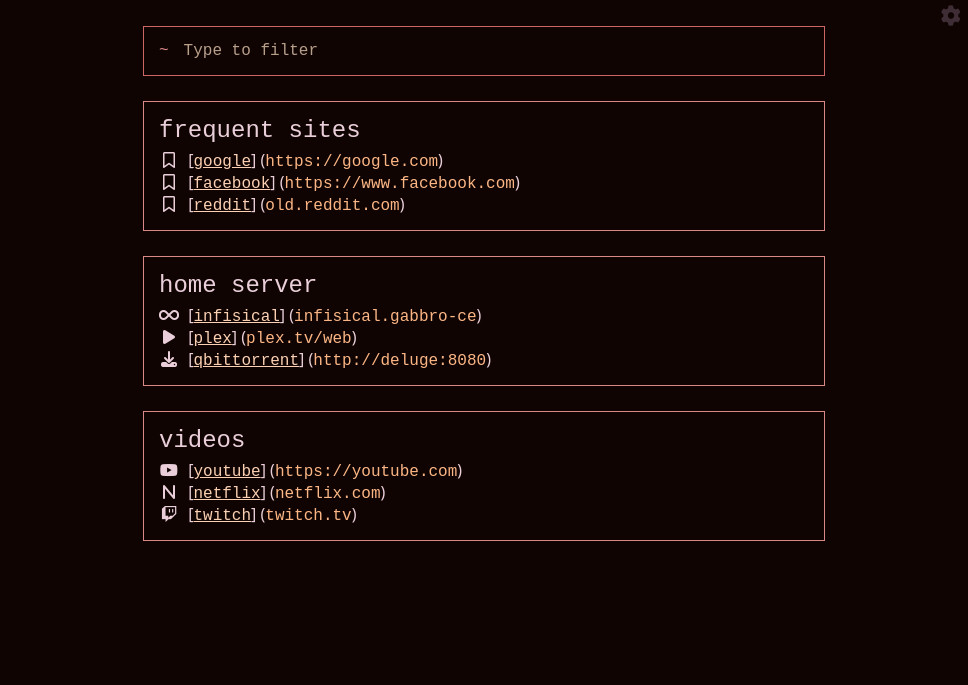 ~ Type to filter
frequent sites
[google](https://google.com)
[facebook](https://www.facebook.com)
[reddit](old.reddit.com)
home server
[infisical](infisical.gabbro-ce)
[plex](plex.tv/web)
[qbittorrent](http://deluge:8080)
videos
[youtube](https://youtube.com)
[netflix](netflix.com)
[twitch](twitch.tv)